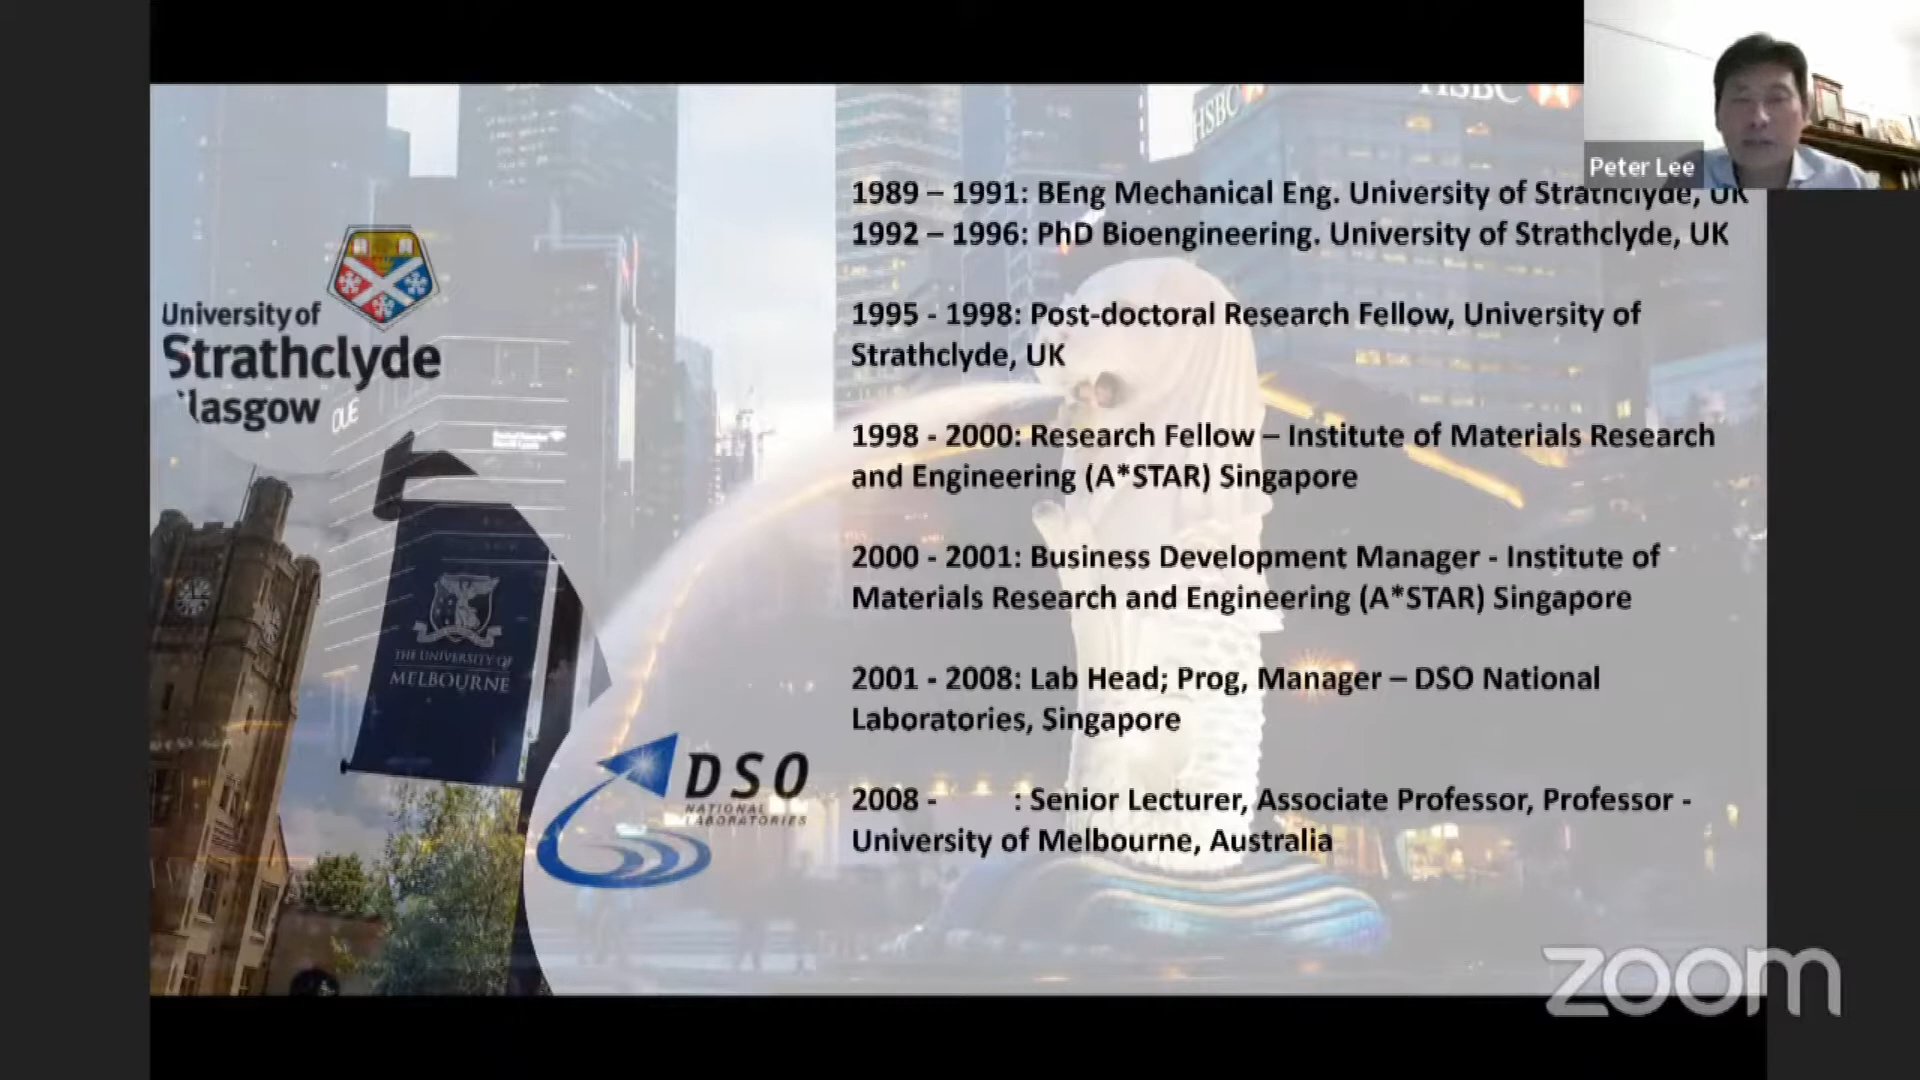 HSBC
HSBC
Peter Lee
1989 – 1991: BEng Mechanical Eng. University of Strathclyde, UK
1992 – 1996: PhD Bioengineering. University of Strathclyde, UK
1995 - 1998: Post-doctoral Research Fellow, University of
Strathclyde, UK
1998 - 2000: Research Fellow – Institute of Materials Research
and Engineering (A*STAR) Singapore
2000 - 2001: Business Development Manager - Institute of
Materials Research and Engineering (A*STAR) Singapore
2001 - 2008: Lab Head; Prog, Manager – DSO National
Laboratories, Singapore
2008 - : Senior Lecturer, Associate Professor, Professor -
University of Melbourne, Australia
University of
Strathclyde
lasgow
OUE
THE UNIVERSITY OF
MELBOURNE
DSO
NATIONAL
LABORATORIES
zoom